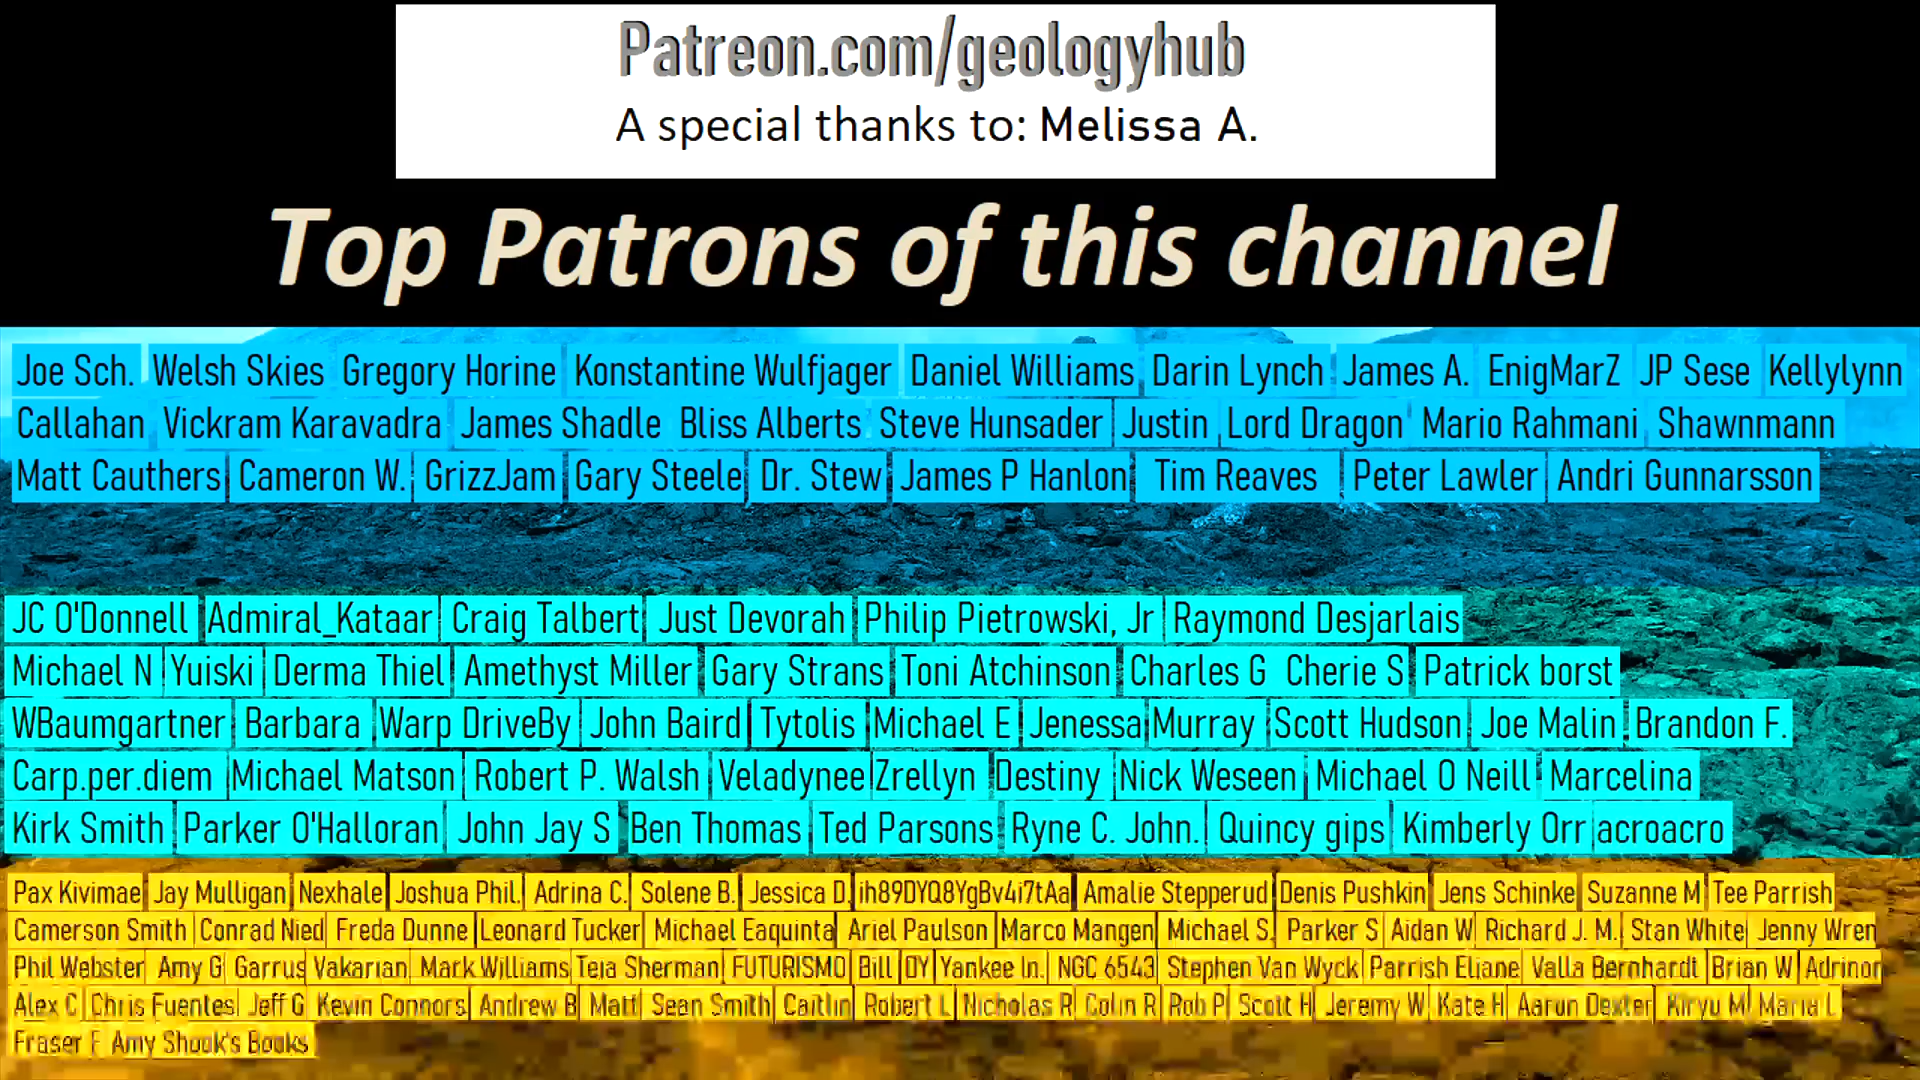 Patreon.com/geologyhub
A special thanks to: Melissa A.
Top Patrons of this channel
Joe Sch. Welsh Skies Gregory Horine Konstantine Wulfjager Daniel Williams Darin Lynch James A. EnigMarZ JP Sese Kellylynn
Callahan Vickram Karavadra James Shadle Bliss Alberts Steve Hunsader Justin Lord Dragon Mario Rahmani Shawnmann
Matt Cauthers Cameron W. GrizzJam Gary Steele Dr. Stew James P Hanlon Tim Reaves Peter Lawler Andri Gunnarsson
JC O'Donnell Admiral_Kataar Craig Talbert Just Devorah Philip Pietrowski, Jr Raymond Desjarlais
Michael N Yuiski Derma Thiel Amethyst Miller Gary Strans Toni Atchinson Charles G Cherie S Patrick borst
WBaumgartner Barbara Warp DriveBy John Baird Tytolis Michael E Jenessa Murray Scott Hudson Joe Malin Brandon F.
Carp.per.diem Michael Matson Robert P. Walsh Veladynee Zrellyn Destiny Nick Weseen Michael O Neill Marcelina
Kirk Smith Parker O'Halloran John Jay S Ben Thomas Ted Parsons Ryne C. John. Quincy gips Kimberly Orr acroacro
Pax Kivimae Jay Mulligan Nexhale Joshua Phil. Adrina C. Solene B. Jessica D. ih89DYQ8YgBv4i7tAa Amalie Stepperud Denis Pushkin Jens Schinke Suzanne M Tee Parrish
Camerson Smith Conrad Nied Freda Dunne Leonard Tucker Michael Eaquinta Ariel Paulson Marco Mangen Michael S. Parker S Aidan W Richard J. M. Stan White Jenny Wren
Phil Webster Amy G Garrus Vakarian Mark Williams Teia Sherman FUTURISMO Bill DY Yankee In. NGC 6543 Stephen Van Wyck Parrish Eliane Valla Bernhardt Brian W Adrinor
Alex C Chris Fuentes Jeff G Kevin Connors Andrew B Matt Sean Smith Caitlin Robert L Nicholas R Colin R Rob P Scott H Jeremy W Kate H Aarun Dexter Kiryu M Maria L
Fraser F Amy Shook's Books